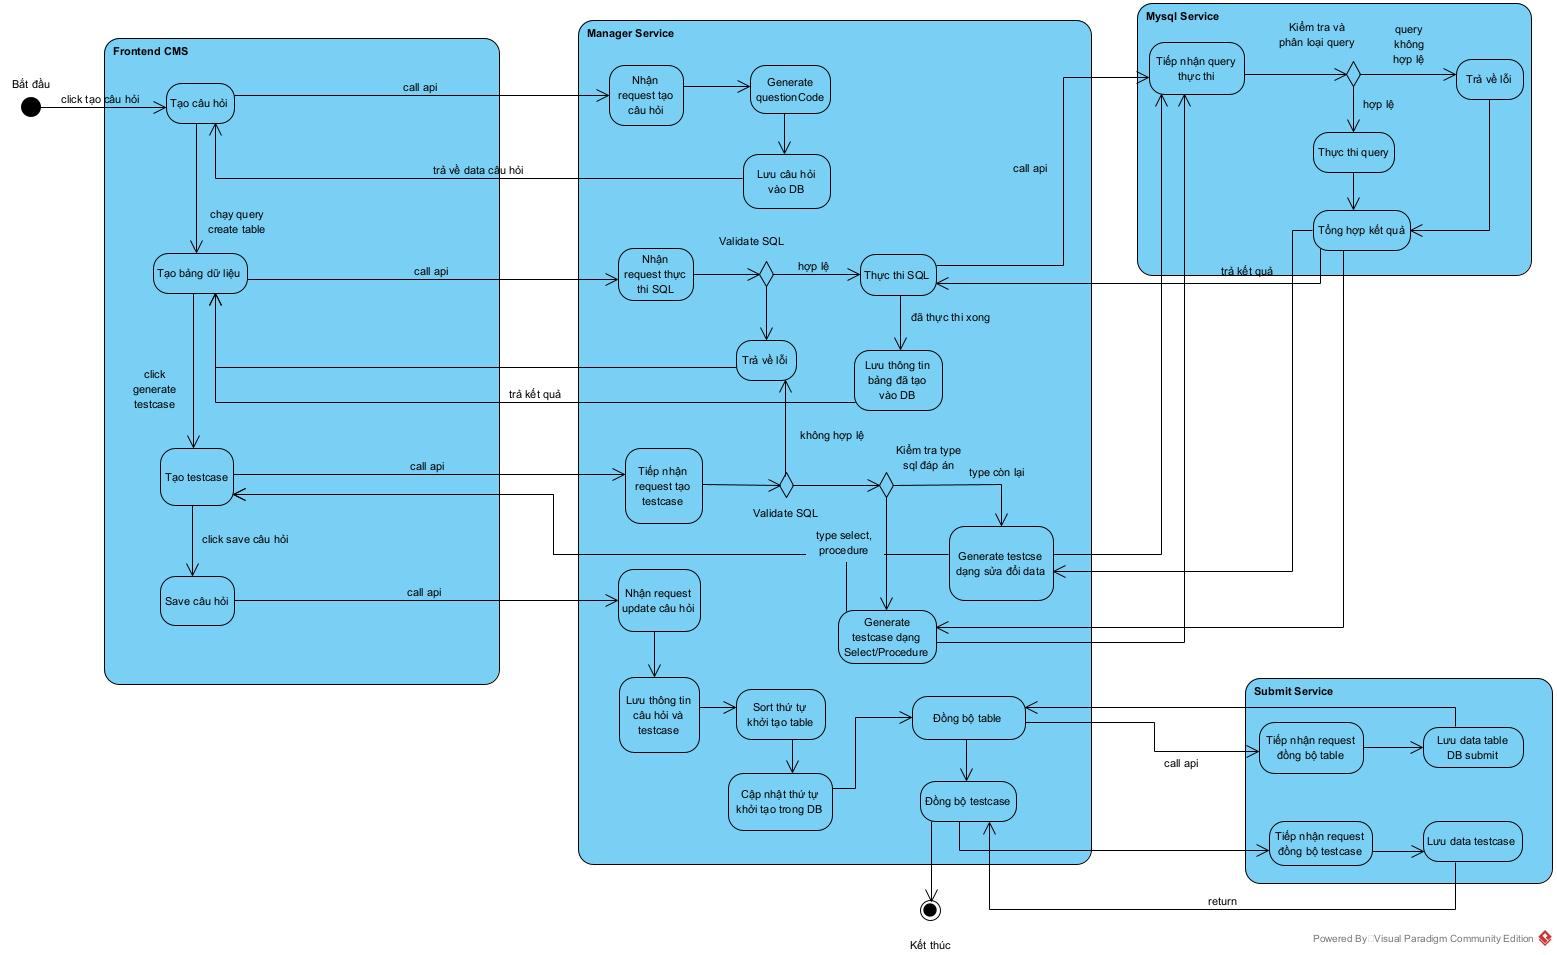 Mysql Service
Kiểm tra và
phân loại query
query
không
hợp lệ
Manager Service
Frontend CMS
Tiếp nhận query
thực thi
Trả về lỗi
Bắt đầu
click tạo câu hỏi
Tạo câu hỏi
call api
Nhận
request tạo
câu hỏi
Generate
questionCode
hợp lệ
Thực thi query
trả về data câu hỏi
Lưu câu hỏi
vào DB
call api
chạy query
create table
Tổng hợp kết quả
Validate SQL
Tạo bảng dữ liệu
call api
Nhận
request thực
thi SQL
hợp lệ
Thực thi SQL
trả kết quả
đã thực thi xong
Trả về lỗi
Lưu thông tin
bảng đã tạo
vào DB
click
generate
testcase
trả kết quả
không hợp lệ
Kiểm tra type
sql đáp án
type còn lại
Tạo testcase
call api
Tiếp nhận
request tạo
testcase
Validate SQL
click save câu hỏi
type select,
procedure
Generate testcse
dạng sửa đổi data
Save câu hỏi
call api
Nhận request
update câu hỏi
Generate
testcase dạng
Select/Procedure
Submit Service
Lưu thông tin
câu hỏi và
testcase
Sort thứ tự
khởi tạo table
Đồng bộ table
call api
Tiếp nhận request
đồng bộ table
Lưu data table
DB submit
Cập nhật thứ tự
khởi tạo trong DB
Đồng bộ testcase
Tiếp nhận request
đồng bộ testcase
Lưu data testcase
return
Kết thúc
Powered By Visual Paradigm Community Edition